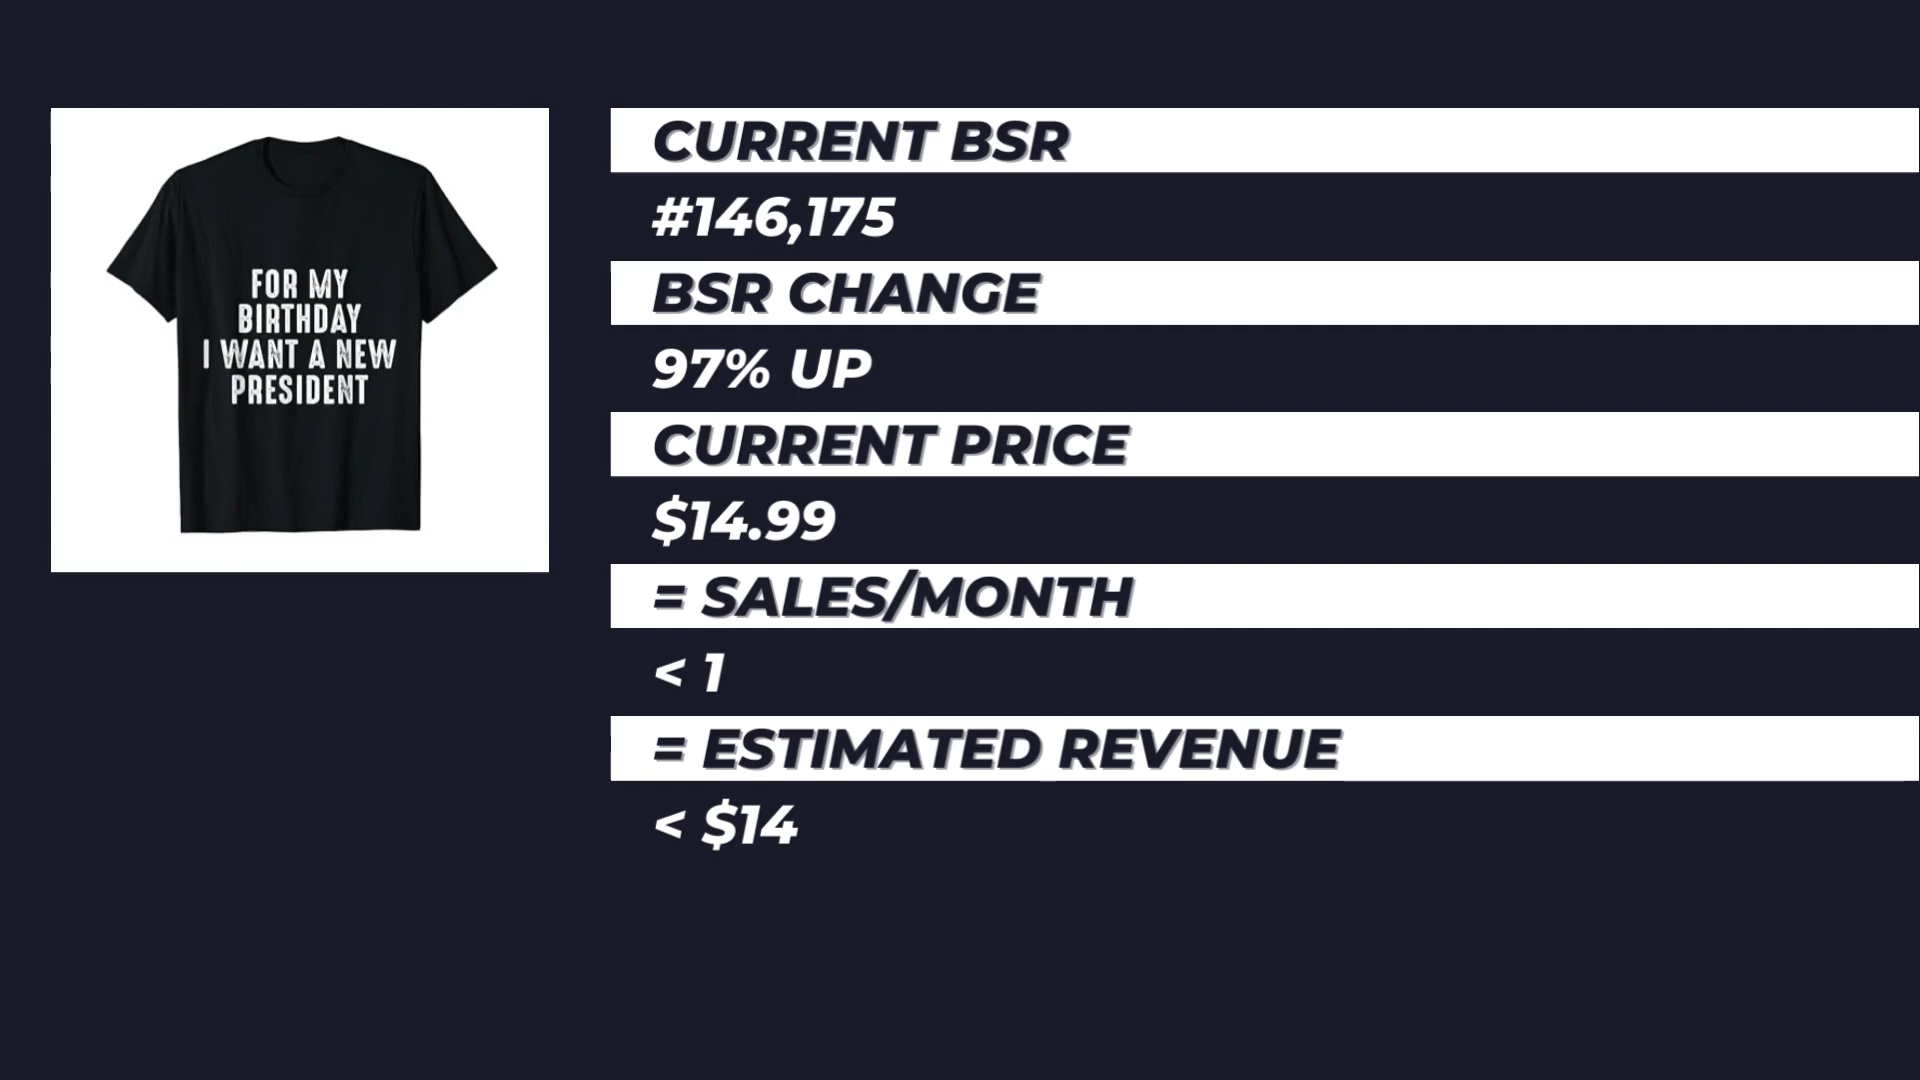 FOR MY
BIRTHDAY
I WANT A NEW
PRESIDENT
CURRENT BSR
#146,175
BSR CHANGE
97% UP
CURRENT PRICE
$14.99
= SALES/MONTH
< 1
= ESTIMATED REVENUE
< $14